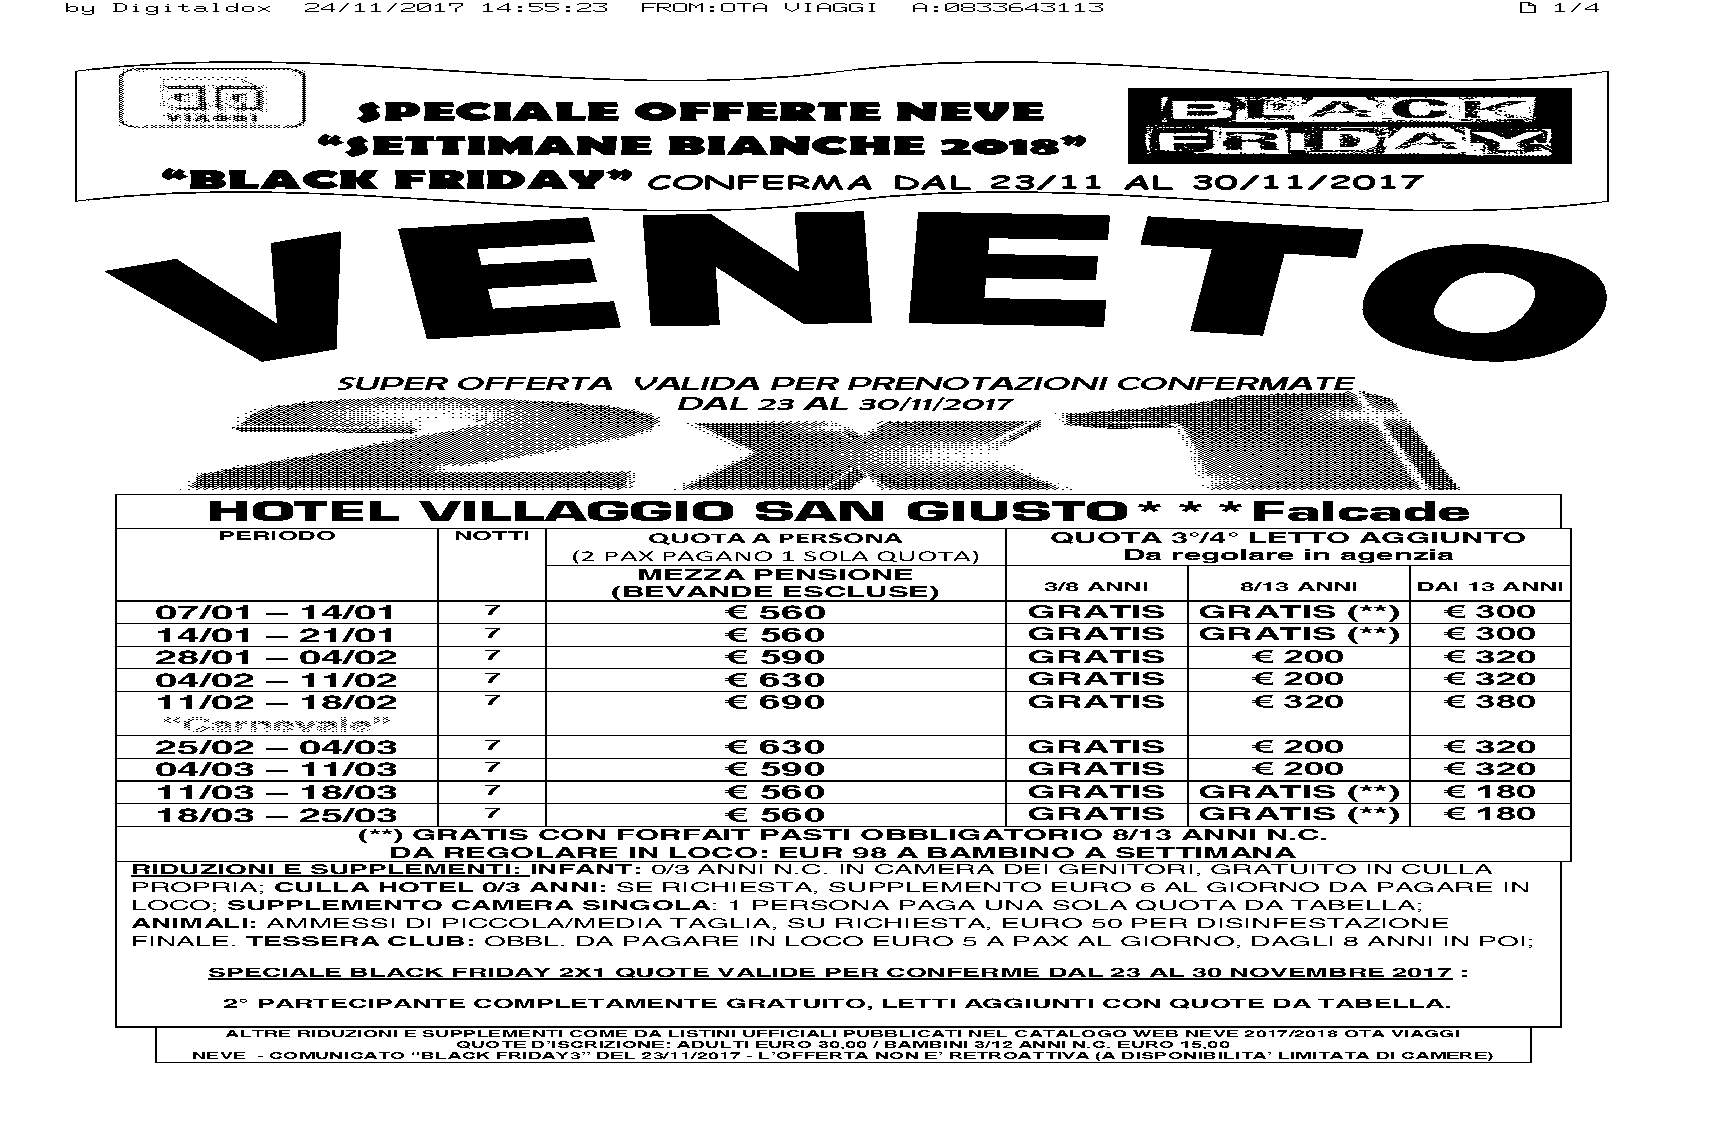 by Digitaldox 24/11/2017 14:55:23 FROM:OTA VIAGGI A:0833643113 1/4
VIAGGI
SPECIALE OFFERTE NEVE
BLACK
“SETTIMANE BIANCHE 2018”
FRIDAY
“BLACK FRIDAY” CONFERMA DAL 23/11 AL 30/11/2017
VENETO
SUPER OFFERTA VALIDA PER PRENOTAZIONI CONFERMATE
DAL 23 AL 30/11/2017
2x1
HOTEL VILLAGGIO SAN GIUSTO * * * Falcade
PERIODO NOTTI QUOTA A PERSONA QUOTA 3°/4° LETTO AGGIUNTO
(2 PAX PAGANO 1 SOLA QUOTA) Da regolare in agenzia
MEZZA PENSIONE 3/8 ANNI 8/13 ANNI DAI 13 ANNI
(BEVANDE ESCLUSE)
07/01 – 14/01 7 € 560 GRATIS GRATIS (**) € 300
14/01 – 21/01 7 € 560 GRATIS GRATIS (**) € 300
28/01 – 04/02 7 € 590 GRATIS € 200 € 320
04/02 – 11/02 7 € 630 GRATIS € 200 € 320
11/02 – 18/02 7 € 690 GRATIS € 320 € 380
“Carnevale”
25/02 – 04/03 7 € 630 GRATIS € 200 € 320
04/03 – 11/03 7 € 590 GRATIS € 200 € 320
11/03 – 18/03 7 € 560 GRATIS GRATIS (**) € 180
18/03 – 25/03 7 € 560 GRATIS GRATIS (**) € 180
(**) GRATIS CON FORFAIT PASTI OBBLIGATORIO 8/13 ANNI N.C.
DA REGOLARE IN LOCO: EUR 98 A BAMBINO A SETTIMANA
RIDUZIONI E SUPPLEMENTI: INFANT: 0/3 ANNI N.C. IN CAMERA DEI GENITORI, GRATUITO IN CULLA
PROPRIA; CULLA HOTEL 0/3 ANNI: SE RICHIESTA, SUPPLEMENTO EURO 6 AL GIORNO DA PAGARE IN
LOCO; SUPPLEMENTO CAMERA SINGOLA: 1 PERSONA PAGA UNA SOLA QUOTA DA TABELLA;
ANIMALI: AMMESSI DI PICCOLA/MEDIA TAGLIA, SU RICHIESTA, EURO 50 PER DISINFESTAZIONE
FINALE. TESSERA CLUB: OBBL. DA PAGARE IN LOCO EURO 5 A PAX AL GIORNO, DAGLI 8 ANNI IN POI;
SPECIALE BLACK FRIDAY 2X1 QUOTE VALIDE PER CONFERME DAL 23 AL 30 NOVEMBRE 2017 :
2° PARTECIPANTE COMPLETAMENTE GRATUITO, LETTI AGGIUNTI CON QUOTE DA TABELLA.
ALTRE RIDUZIONI E SUPPLEMENTI COME DA LISTINI UFFICIALI PUBBLICATI NEL CATALOGO WEB NEVE 2017/2018 OTA VIAGGI
QUOTE D’ISCRIZIONE: ADULTI EURO 30,00 / BAMBINI 3/12 ANNI N.C. EURO 15,00
NEVE - COMUNICATO “BLACK FRIDAY3” DEL 23/11/2017 - L’OFFERTA NON E’ RETROATTIVA (A DISPONIBILITA’ LIMITATA DI CAMERE)